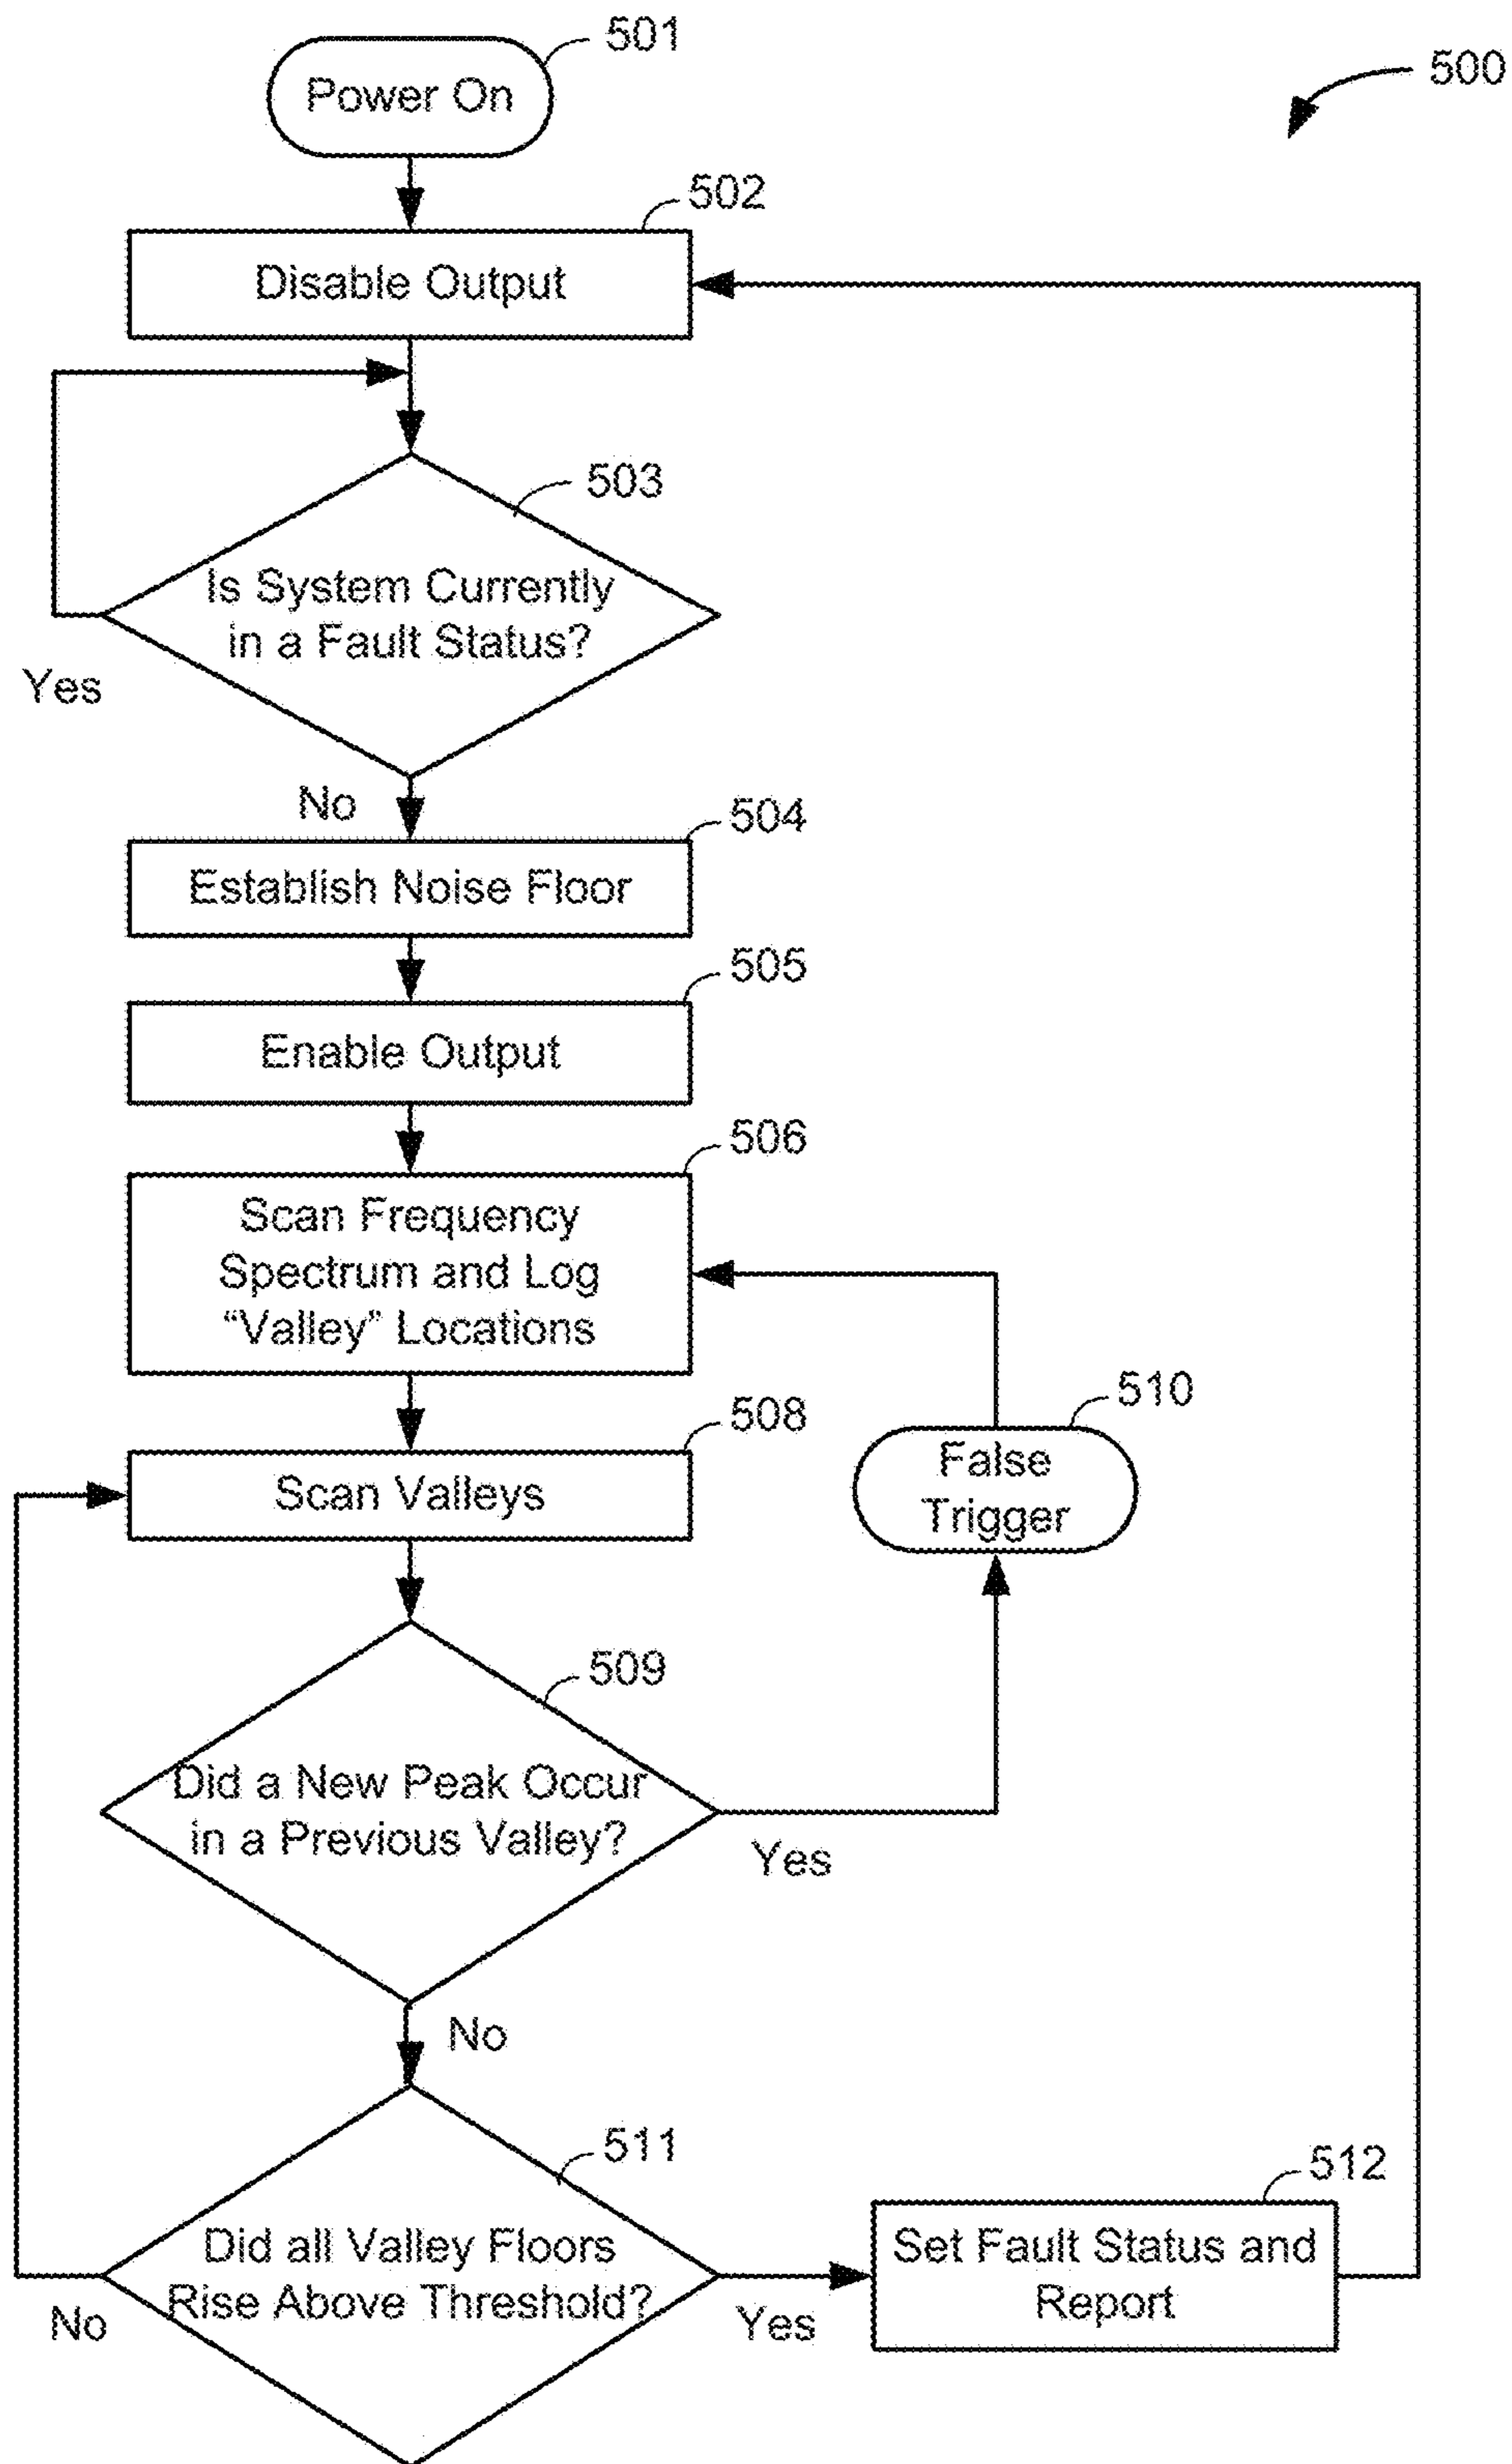 501
Power On
500
502
Disable Output
503
Is System Currently
in a Fault Status?
Yes
No
504
Establish Noise Floor
505
Enable Output
506
Scan Frequency
Spectrum and Log
“Valley” Locations
508
Scan Valleys
510
False
Trigger
509
Did a New Peak Occur
in a Previous Valley?
Yes
No
511
Did all Valley Floors
Rise Above Threshold?
No
Yes
512
Set Fault Status and
Report